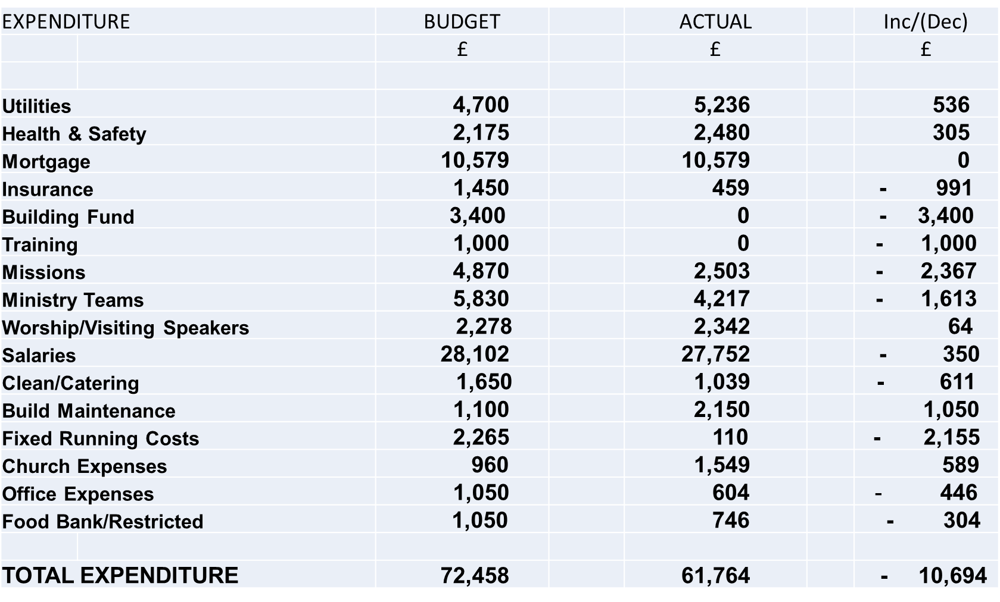 EXPENDITURE BUDGET ACTUAL Inc/(Dec)
£ £ £
Utilities 4,700 5,236 536
Health & Safety 2,175 2,480 305
Mortgage 10,579 10,579 0
Insurance 1,450 459 - 991
Building Fund 3,400 0 - 3,400
Training 1,000 0 - 1,000
Missions 4,870 2,503 - 2,367
Ministry Teams 5,830 4,217 - 1,613
Worship/Visiting Speakers 2,278 2,342 64
Salaries 28,102 27,752 - 350
Clean/Catering 1,650 1,039 - 611
Build Maintenance 1,100 2,150 1,050
Fixed Running Costs 2,265 110 - 2,155
Church Expenses 960 1,549 589
Office Expenses 1,050 604 - 446
Food Bank/Restricted 1,050 746 - 304
TOTAL EXPENDITURE 72,458 61,764 - 10,694